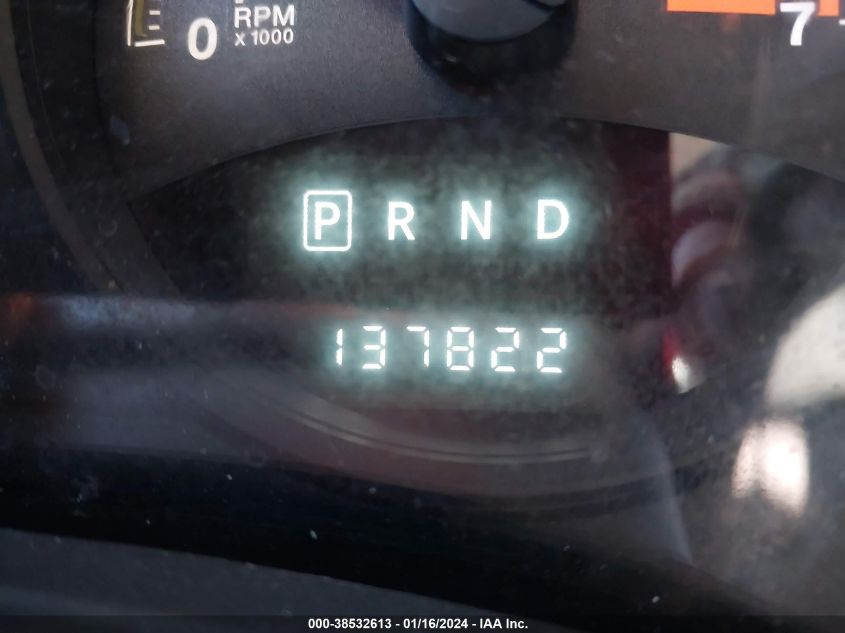 E
0
RPM
x 1000
7
P R N D
137822
000-38532613 - 01/16/2024 - IAA Inc.